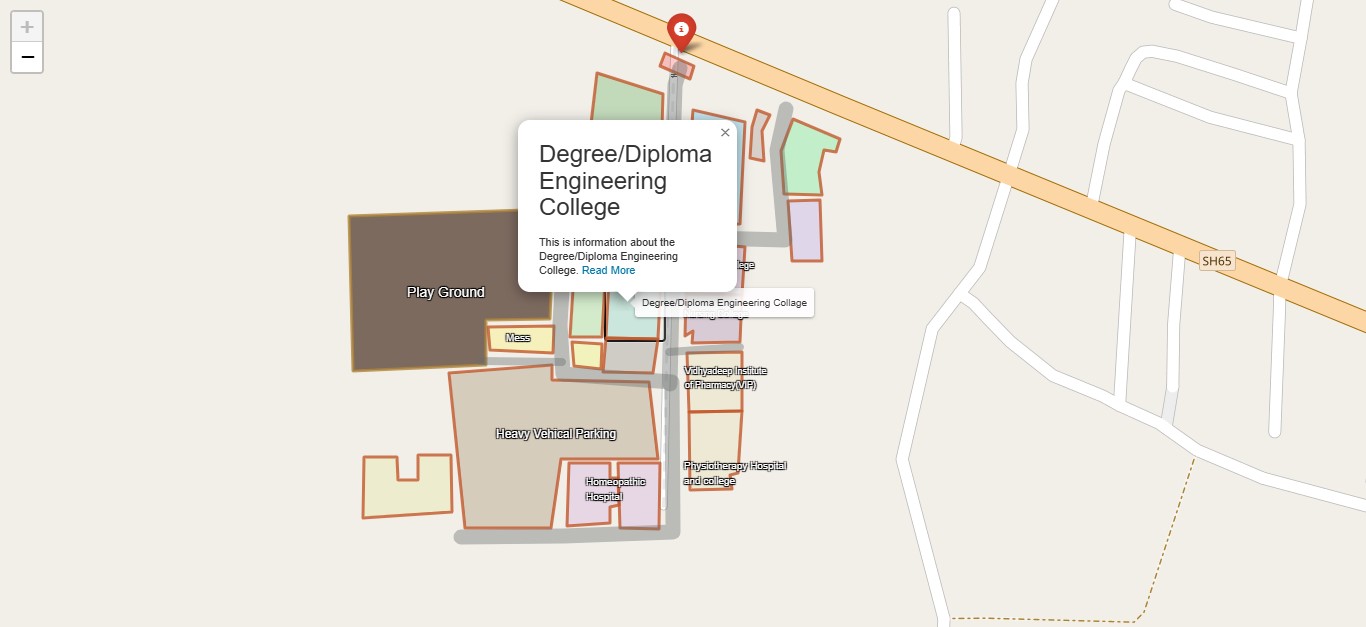 +
−
×
Degree/Diploma
Engineering
College
This is information about the
Degree/Diploma Engineering
College. Read More
SH65
lege
Play Ground
Degree/Diploma Engineering Collage
Mess
Vidhyadeep Institute
of Pharmacy(VIP)
Heavy Vehical Parking
Physiotherapy Hospital
and college
Homeopathic
Hospital